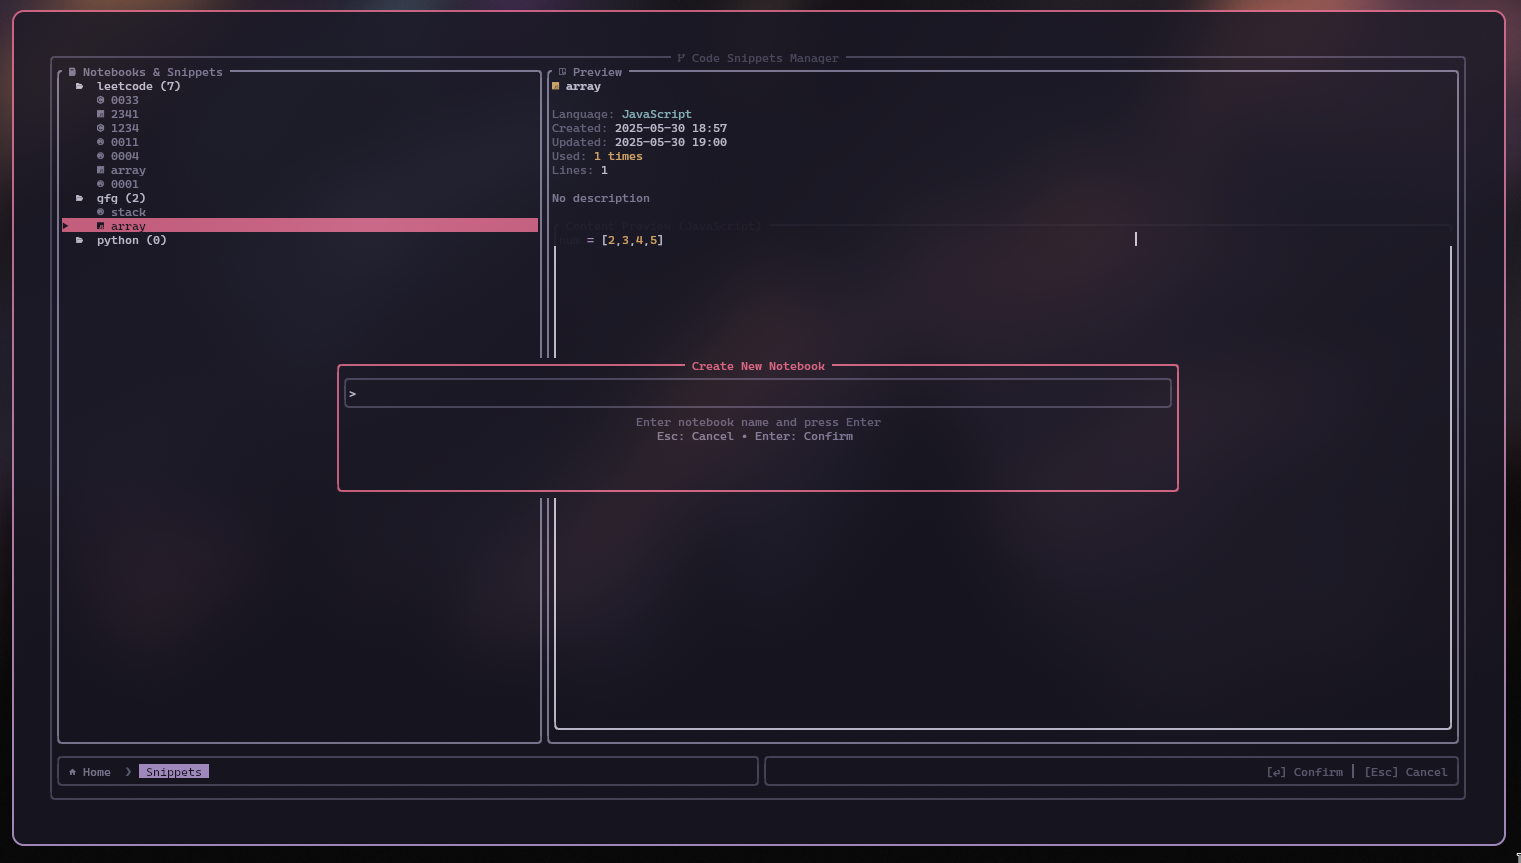 Code Snippets Manager
Notebooks & Snippets
leetcode (7)
0033
2341
1234
0011
0004
array
0001
gfg (2)
stack
array
python (0)
Preview
array
Language: JavaScript
Created: 2025-05-30 18:57
Updated: 2025-05-30 19:00
Used: 1 times
Lines: 1
No description
Content Preview (JavaScript)
= [2,3,4,5]
Create New Notebook
>
Enter notebook name and press Enter
Esc: Cancel • Enter: Confirm
Home ❯ Snippets
[↵] Confirm | [Esc] Cancel